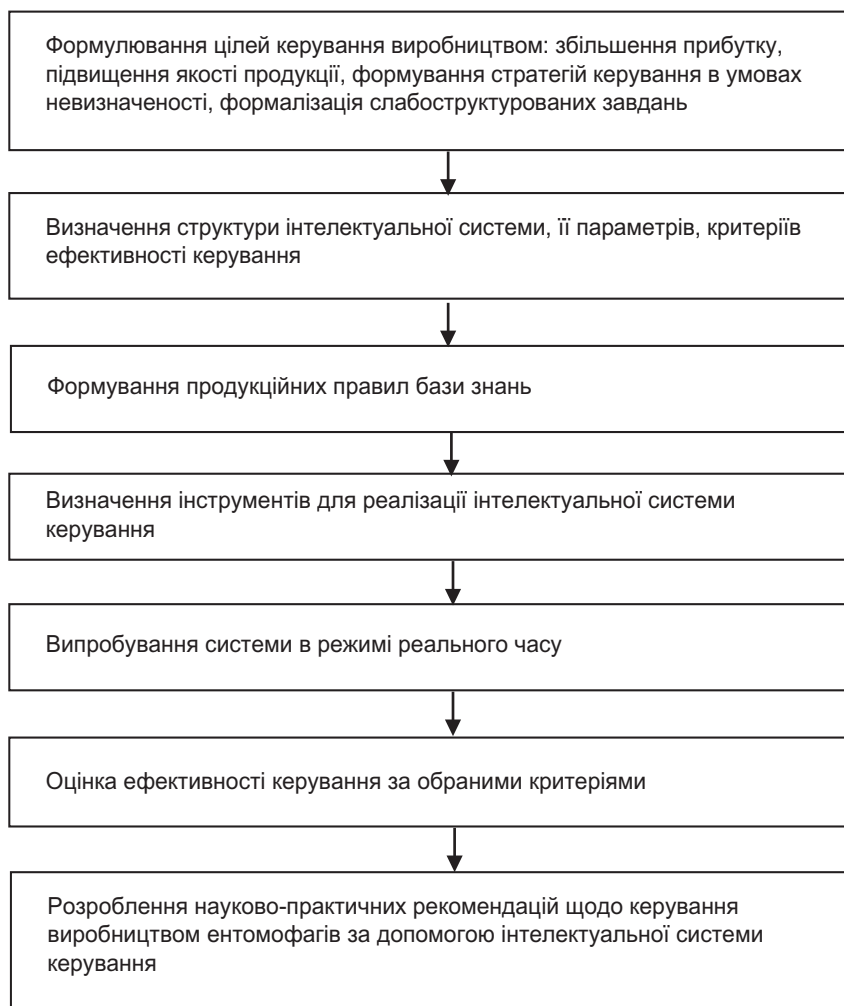 Формулювання цілей керування виробництвом: збільшення прибутку,
підвищення якості продукції, формування стратегій керування в умовах
невизначеності, формалізація слабоструктурованих завдань
Визначення структури інтелектуальної системи, її параметрів, критеріїв
ефективності керування
Формування продукційних правил бази знань
Визначення інструментів для реалізації інтелектуальної системи
керування
Випробування системи в режимі реального часу
Оцінка ефективності керування за обраними критеріями
Розроблення науково-практичних рекомендацій щодо керування
виробництвом ентомофагів за допомогою інтелектуальної системи
керування